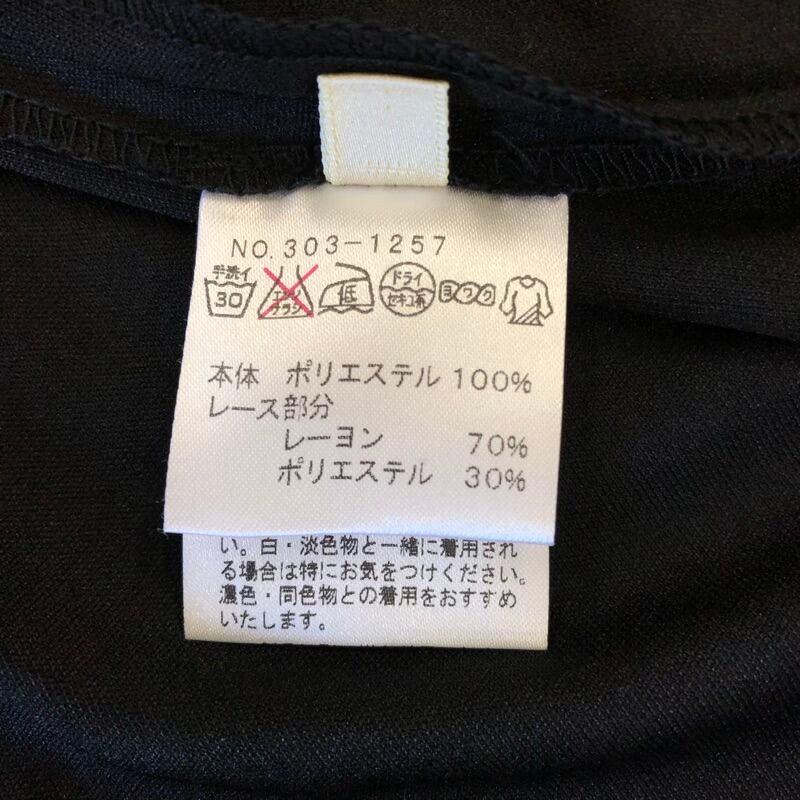 NO.303-1257
手洗イ 30 エンソ サラシ 低 ドライ セキユ系 ヨワク
本体 ポリエステル 100%
レース部分
レーヨン 70%
ポリエステル 30%
い。白・淡色物と一緒に着用され
る場合は特にお気をつけください。
濃色・同色物との着用をおすすめ
いたします。